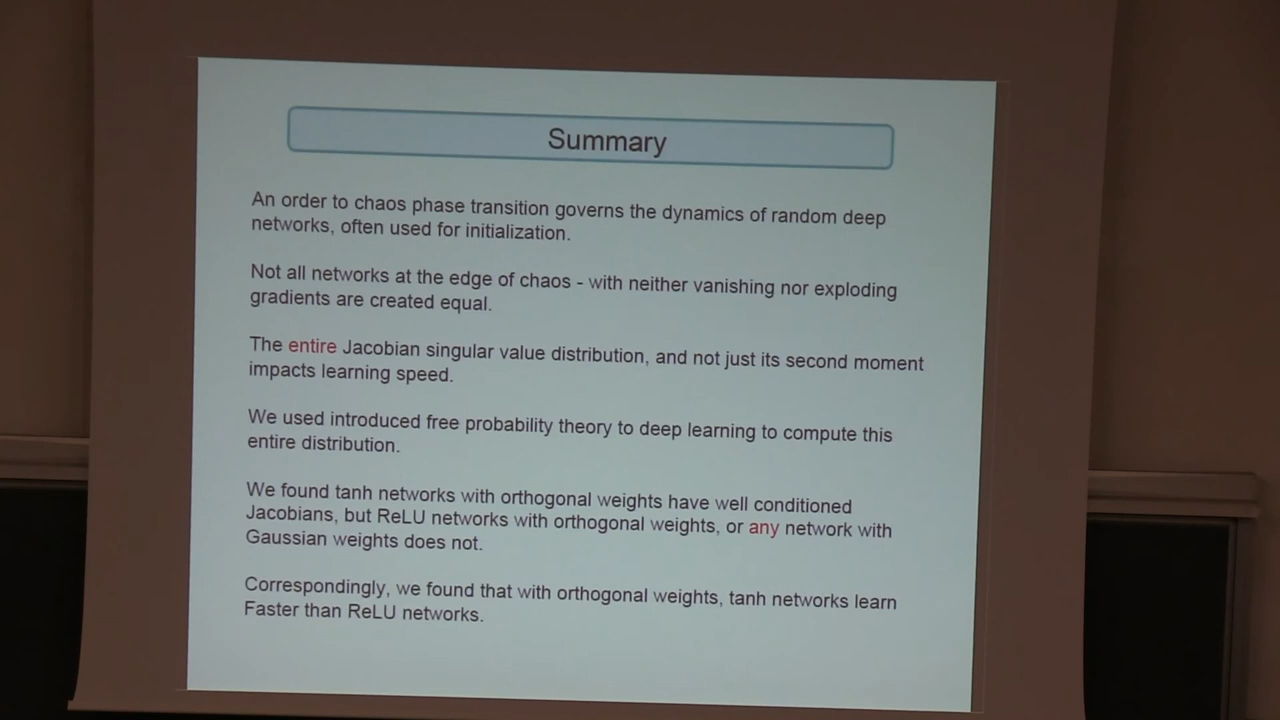 Summary
An order to chaos phase transition governs the dynamics of random deep
networks, often used for initialization.
Not all networks at the edge of chaos - with neither vanishing nor exploding
gradients are created equal.
The entire Jacobian singular value distribution, and not just its second moment
impacts learning speed.
We used introduced free probability theory to deep learning to compute this
entire distribution.
We found tanh networks with orthogonal weights have well conditioned
Jacobians, but ReLU networks with orthogonal weights, or any network with
Gaussian weights does not.
Correspondingly, we found that with orthogonal weights, tanh networks learn
Faster than ReLU networks.